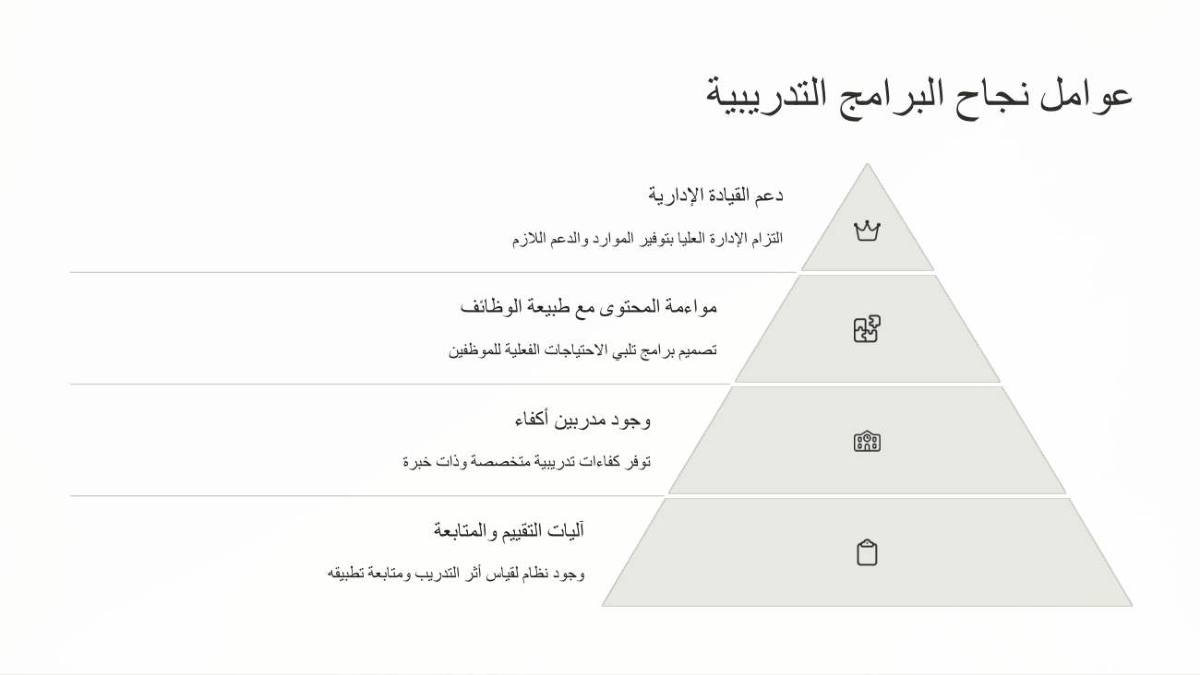 عوامل نجاح البرامج التدريبية
دعم القيادة الإدارية
التزام الإدارة العليا بتوفير الموارد والدعم اللازم
مواءمة المحتوى مع طبيعة الوظائف
تصميم برامج تلبي الاحتياجات الفعلية للموظفين
وجود مدربين أكفاء
توفر كفاءات تدريبية متخصصة وذات خبرة
آليات التقييم والمتابعة
وجود نظام لقياس أثر التدريب ومتابعة تطبيقه